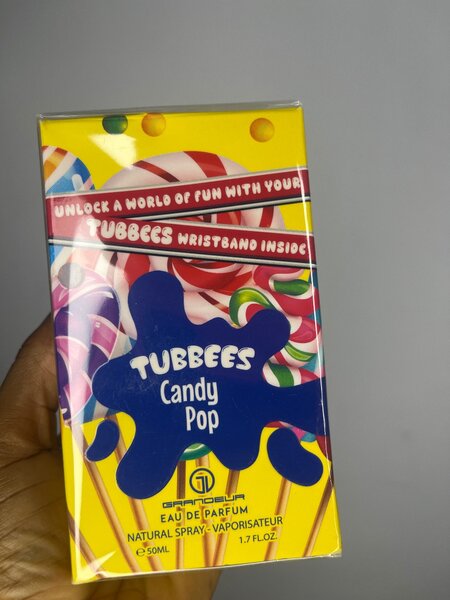 UNLOCK A WORLD OF FUN WITH YOUR
TUBBEES WRISTBAND INSIDE
TUBBEES
Candy
Pop
GRANDEUR
EAU DE PARFUM
NATURAL SPRAY - VAPORISATEUR
℮ 50ML 1.7 FL.OZ.